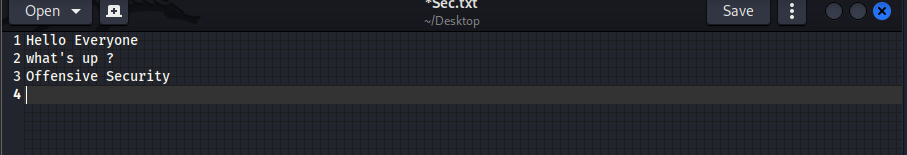 Open
*Sec.txt
~/Desktop
Save
1 Hello Everyone
2 what's up ?
3 Offensive Security
4